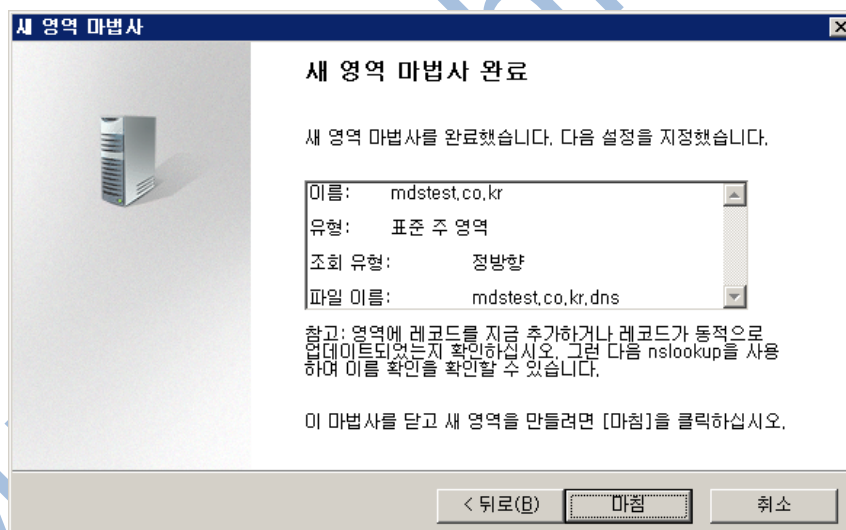 새 영역 마법사
새 영역 마법사 완료
새 영역 마법사를 완료했습니다. 다음 설정을 지정했습니다.
이름: mdstest.co.kr
유형: 표준 주 영역
조회 유형: 정방향
파일 이름: mdstest.co.kr.dns
참고: 영역에 레코드를 지금 추가하거나 레코드가 동적으로
업데이트되었는지 확인하십시오. 그런 다음 nslookup을 사용
하여 이름 확인을 확인할 수 있습니다.
이 마법사를 닫고 새 영역을 만들려면 [마침]을 클릭하십시오.
< 뒤로(B) 마침 취소